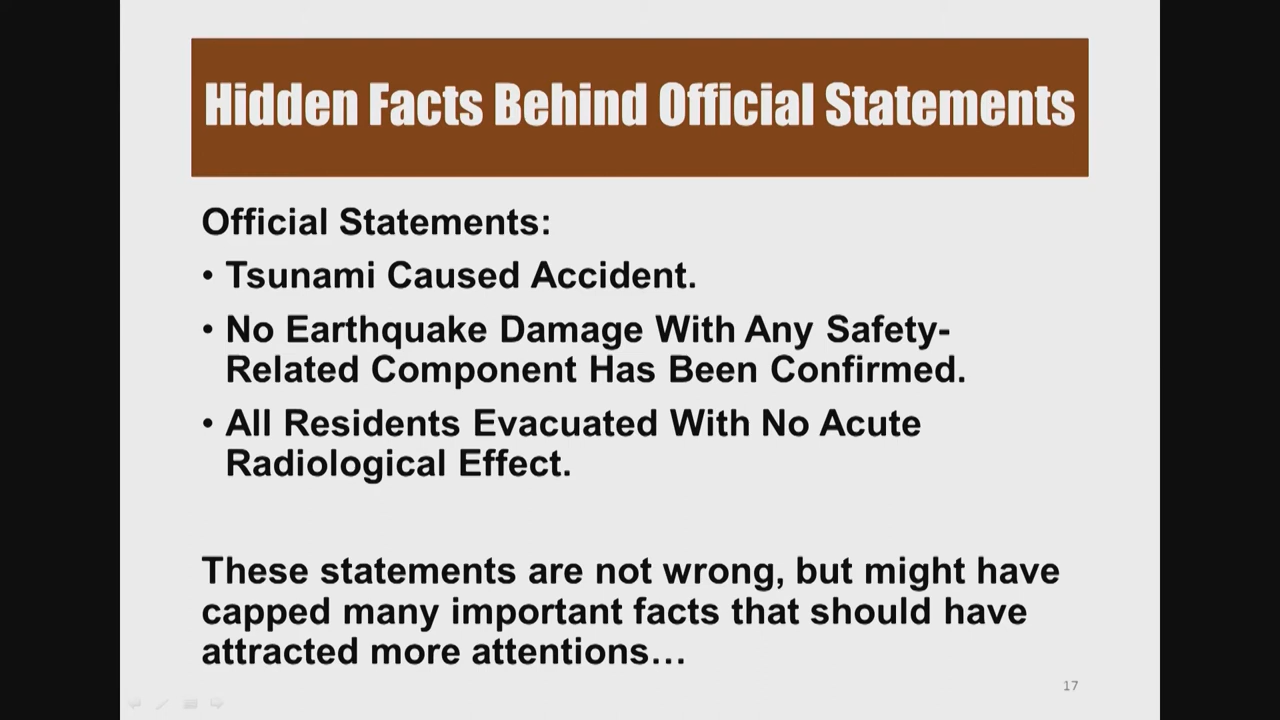 Hidden Facts Behind Official Statements
Official Statements:
• Tsunami Caused Accident.
• No Earthquake Damage With Any Safety-
Related Component Has Been Confirmed.
• All Residents Evacuated With No Acute
Radiological Effect.
These statements are not wrong, but might have
capped many important facts that should have
attracted more attentions…
17